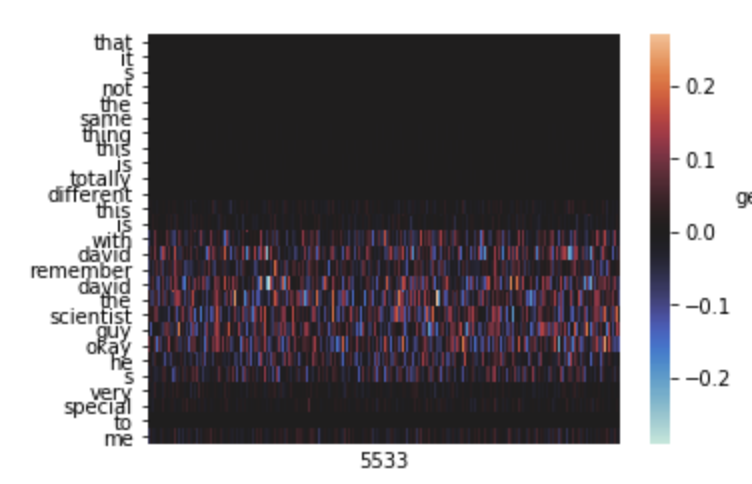 that
it
s
not
the
same
thing
this
is
totally
different
this
is
with
david
remember
david
the
scientist
guy
okay
he
s
very
special
to
me
5533
0.2
0.1
0.0
−0.1
−0.2
ge